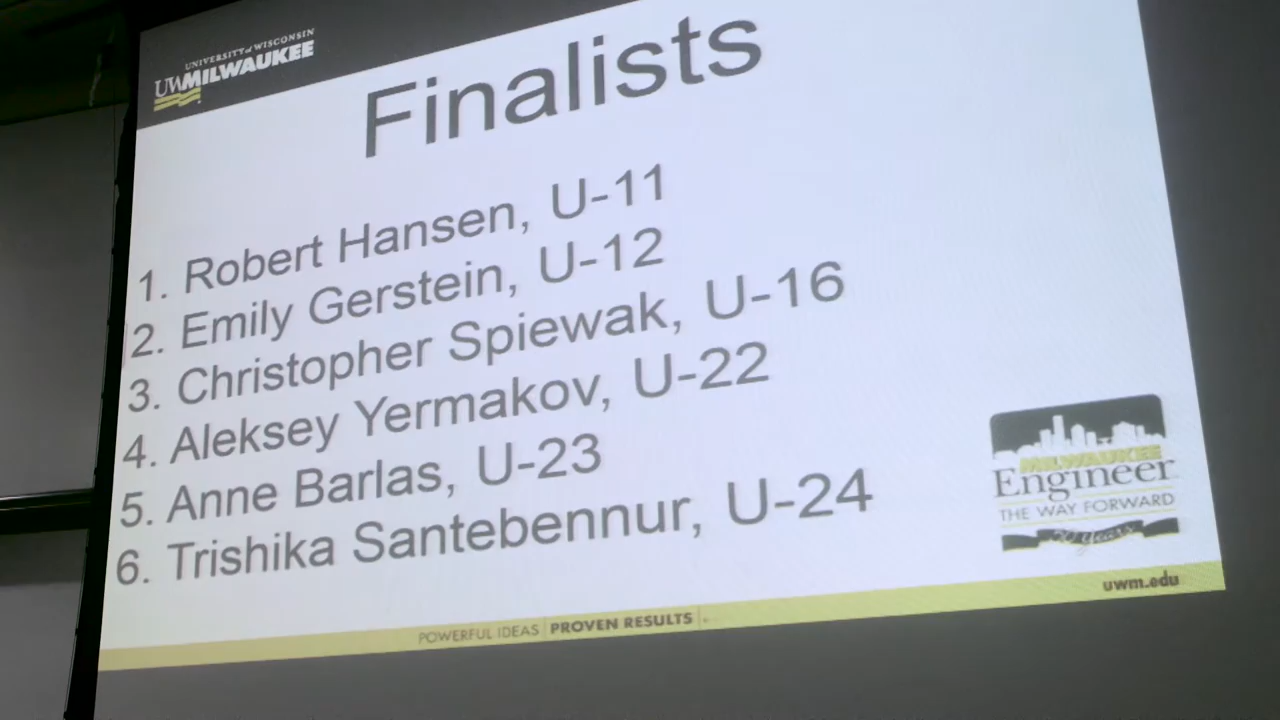 UNIVERSITY of WISCONSIN
UWMILWAUKEE
Finalists
1. Robert Hansen, U-11
2. Emily Gerstein, U-12
3. Christopher Spiewak, U-16
4. Aleksey Yermakov, U-22
5. Anne Barlas, U-23
6. Trishika Santebennur, U-24
MILWAUKEE
Engineer
THE WAY FORWARD
50 Years
uwm.edu
POWERFUL IDEAS | PROVEN RESULTS